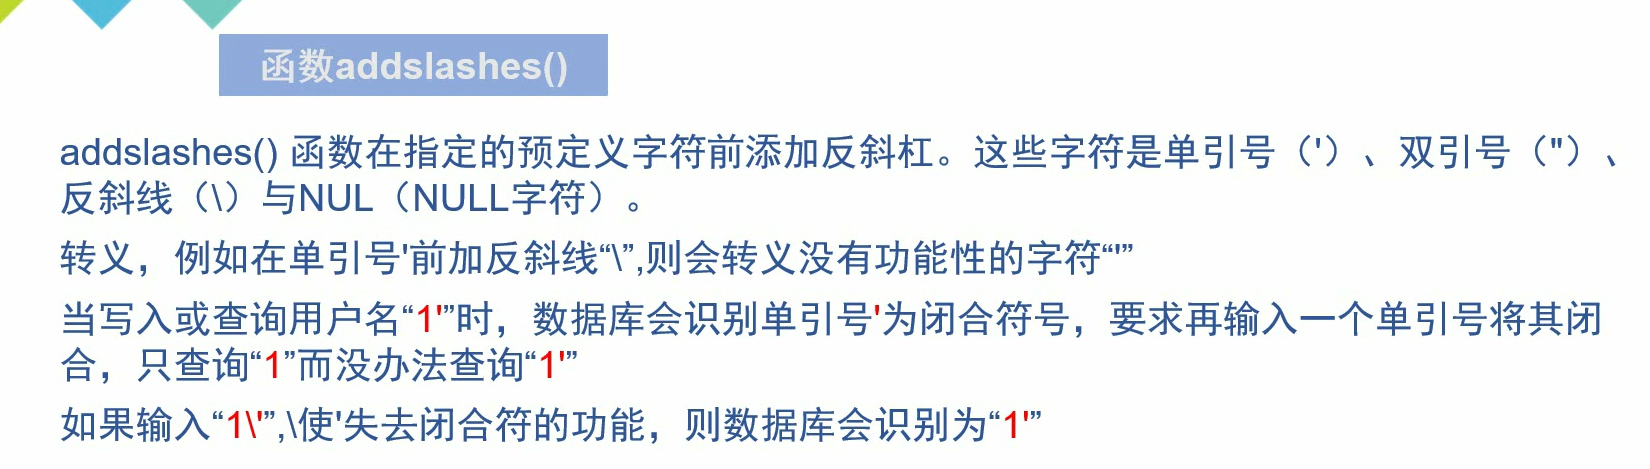 函数addslashes()
addslashes() 函数在指定的预定义字符前添加反斜杠。这些字符是单引号（'）、双引号（"）、
反斜线（\）与NUL（NULL字符）。
转义，例如在单引号'前加反斜线“\”,则会转义没有功能性的字符“'”
当写入或查询用户名“1'”时，数据库会识别单引号'为闭合符号，要求再输入一个单引号将其闭
合，只查询“1”而没办法查询“1'”
如果输入“1\'”,\使'失去闭合符的功能，则数据库会识别为“1'”